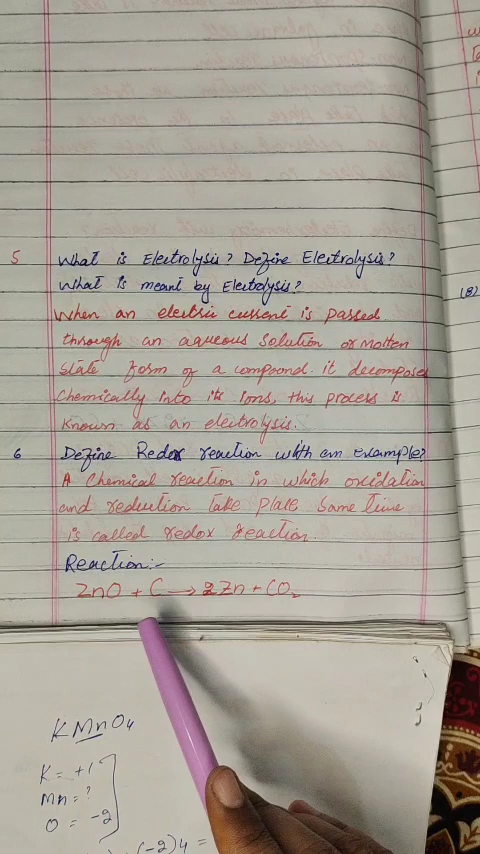 5 What is Electrolysis? Define Electrolysis?
What is meant by Electolysis?
When an electric current is passed
through an aqueous solution or Molten
state form of a compound. it decomposes
Chemically into its ions, this process is
Known as an electrolysis.
6 Define Redox reaction with an example?
A Chemical reaction in which oxidation
and reduction take place same time
is called redox reaction.
Reaction:-
ZnO + C → 2Zn + CO₂
(8)
KMnO₄
K = +1
Mn = ?
O = -2
(-2)4 =